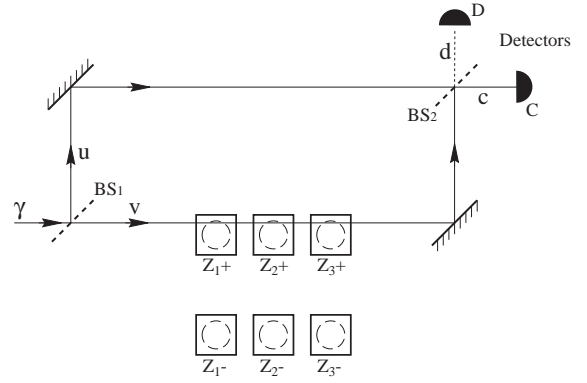 D
Detectors
d
c
C
BS2
u
BS1
γ
v
Z1+ Z2+ Z3+
Z1- Z2- Z3-